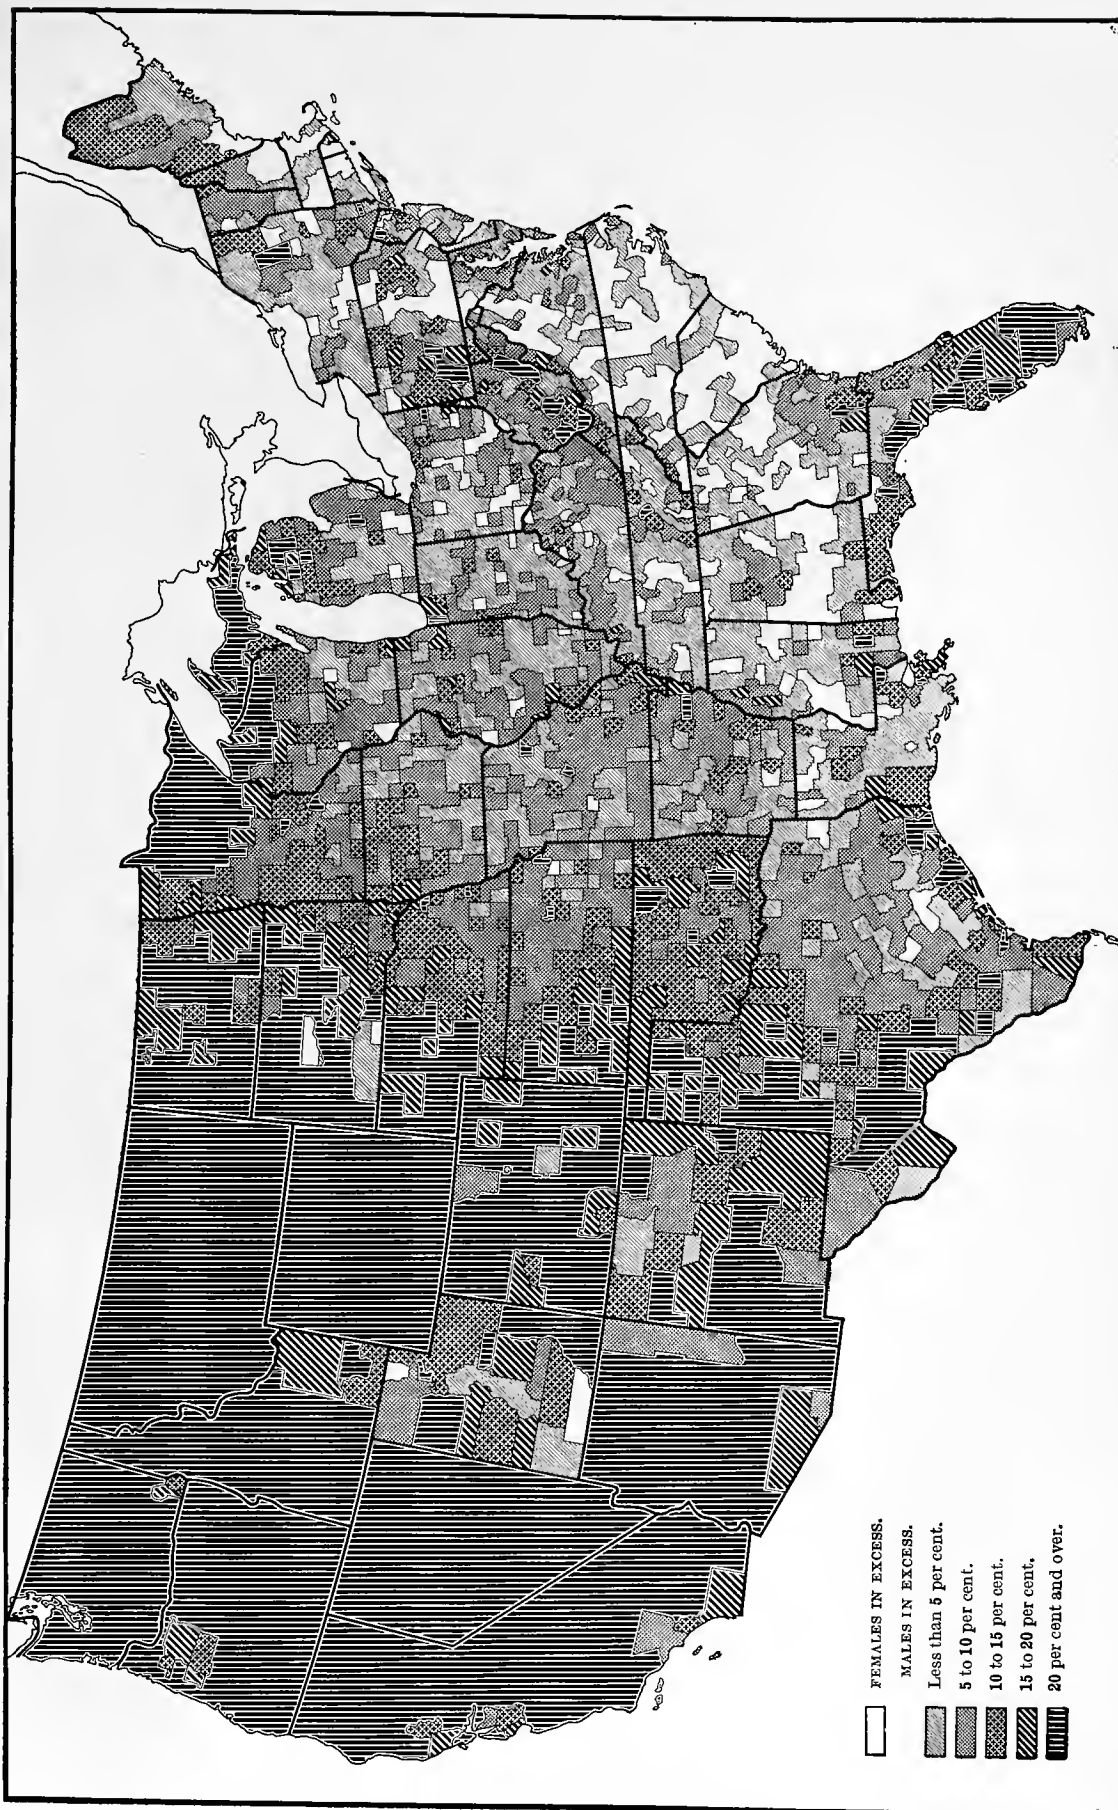 FEMALES IN EXCESS.
MALES IN EXCESS.
Less than 5 per cent.
5 to 10 per cent.
10 to 15 per cent.
15 to 20 per cent.
20 per cent and over.